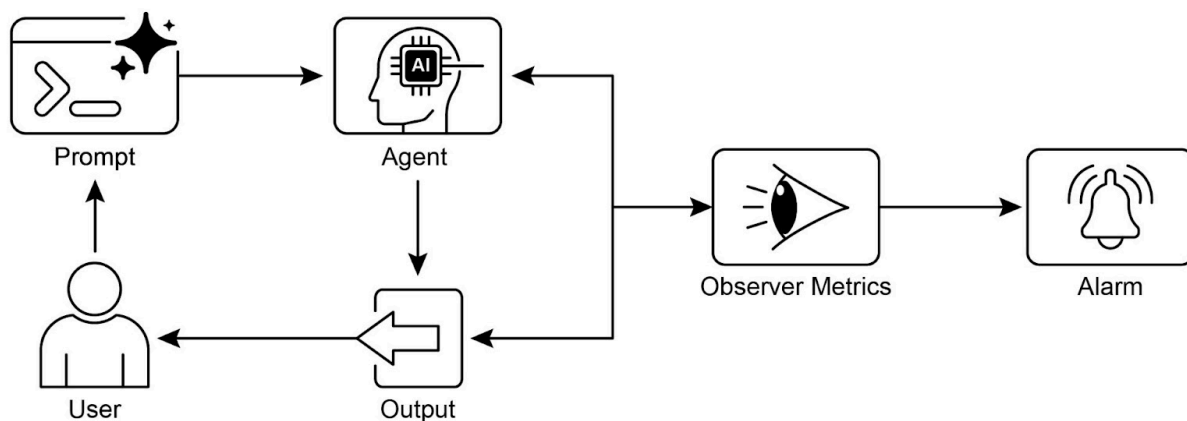 AI
Prompt
Agent
Observer Metrics
Alarm
User
Output